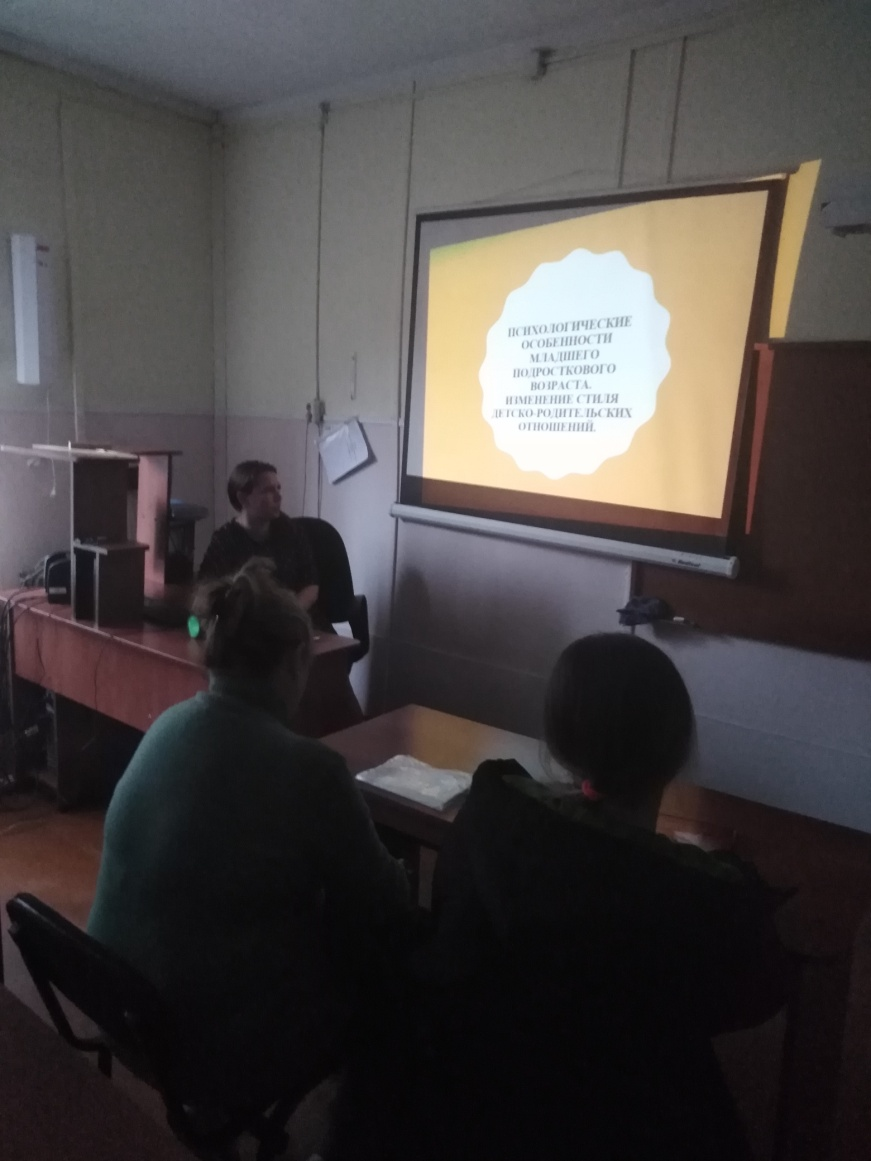 ПСИХОЛОГИЧЕСКИЕ
ОСОБЕННОСТИ
МЛАДШЕГО
ПОДРОСТКОВОГО
ВОЗРАСТА.
ИЗМЕНЕНИЕ СТИЛЯ
ДЕТСКО-РОДИТЕЛЬСКИХ
ОТНОШЕНИЙ.